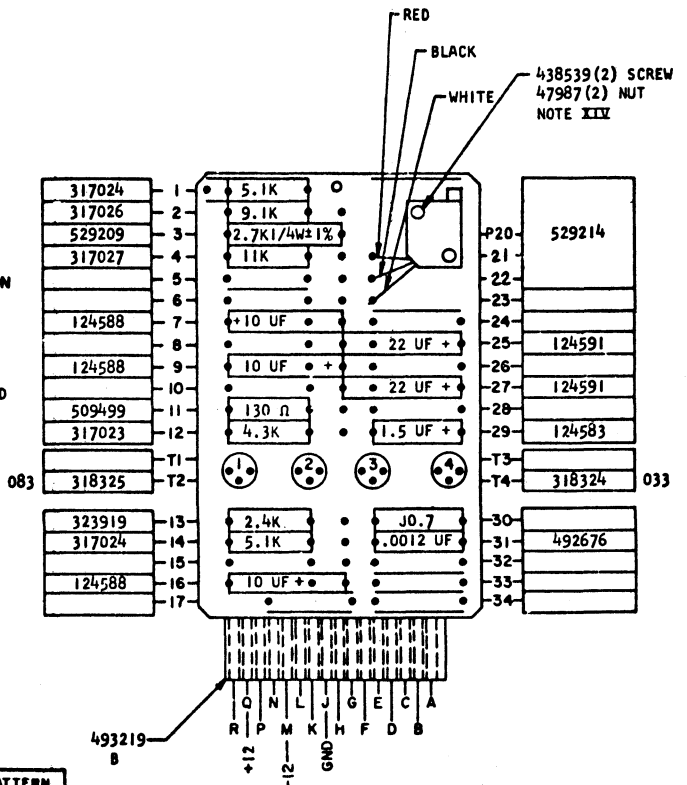 RED
BLACK
WHITE
438539(2) SCREW
47987(2) NUT
NOTE XIV
317024 1 5.1K
317026 2 9.1K
529209 3 2.7K1/4W±1% P20 529214
317027 4 11K 21
N
5 22
6 23
124588 7 +10 UF 24
8 22 UF + 25 124591
124588 9 10 UF + 26
D
10 22 UF + 27 124591
509499 11 130 Ω 28
317023 12 4.3K 1.5 UF + 29 124583
T1 1 2 3 4 T3
083 318325 T2 T4 318324 033
323919 13 2.4K J0.7 30
317024 14 5.1K .0012 UF 31 492676
15 32
124588 16 10 UF + 33
17 34
R Q P N M L K J H G F E D C B A
+12 -12 GND
493219
B
ATTERN